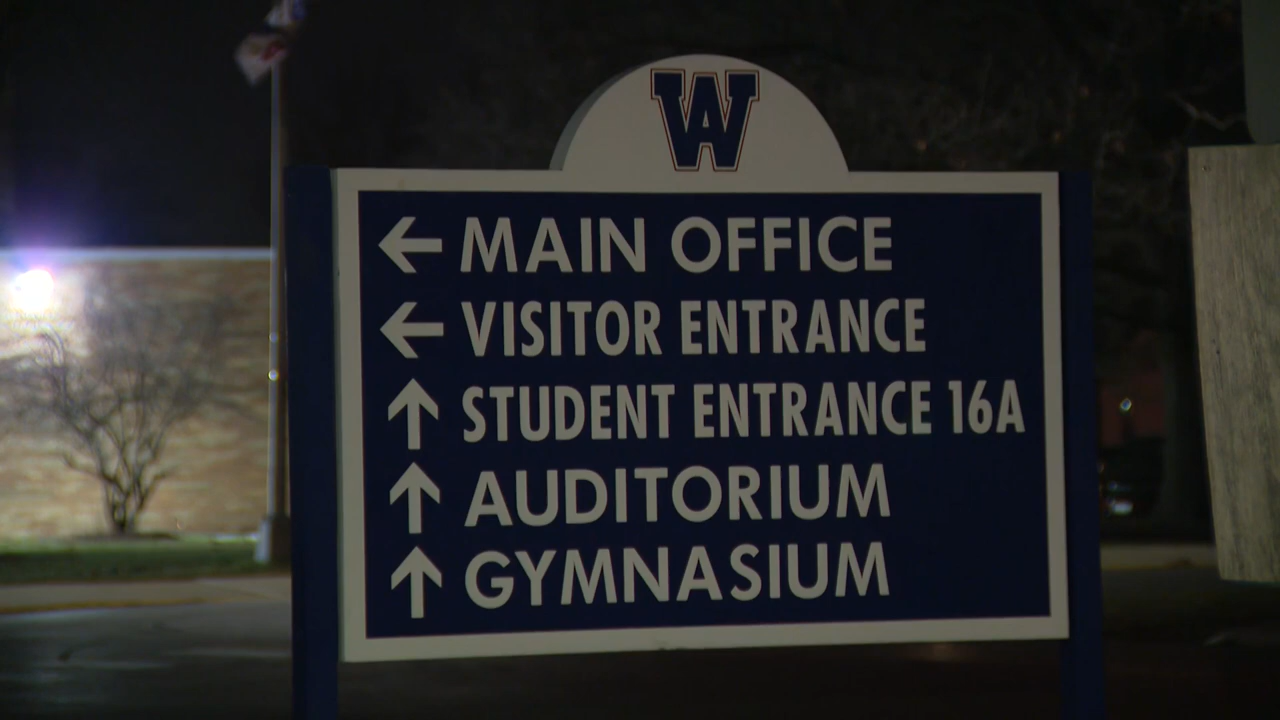 W
← MAIN OFFICE
← VISITOR ENTRANCE
↑ STUDENT ENTRANCE 16A
↑ AUDITORIUM
↑ GYMNASIUM